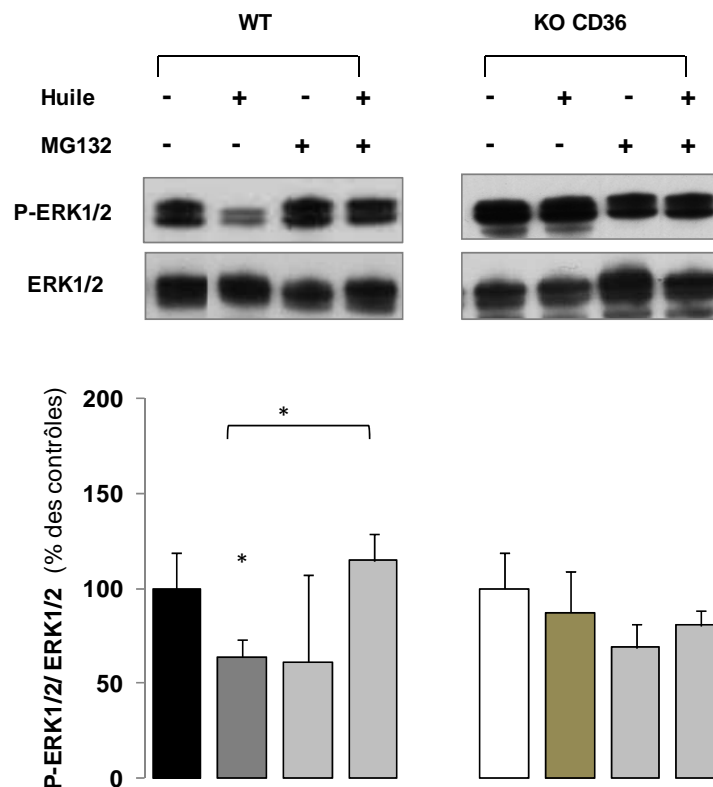 WT KO CD36
Huile - + - + - + - +
MG132 - - + + - - + +
P-ERK1/2
ERK1/2
P-ERK1/2/ ERK1/2 (% des contrôles)
200
150
100
50
0
*
*